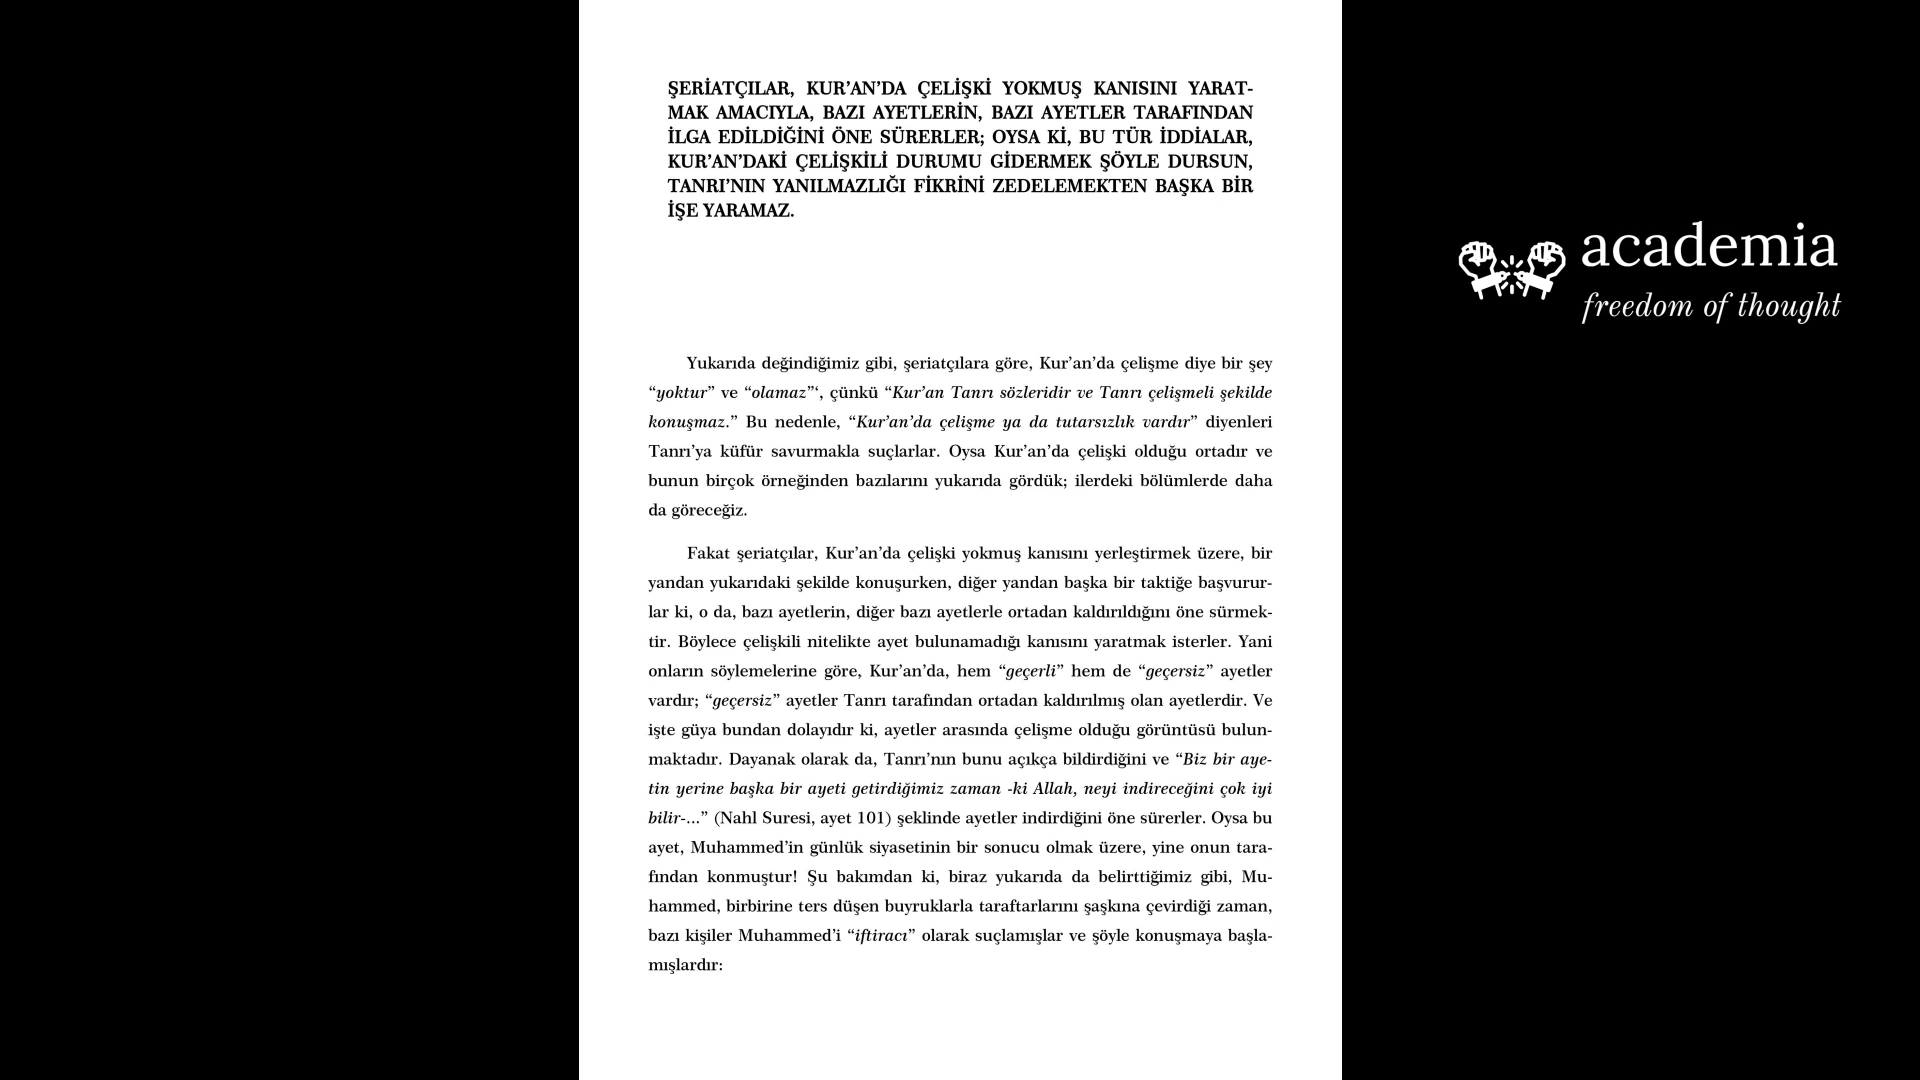 ŞERİATÇILAR, KUR’AN’DA ÇELİŞKİ YOKMUŞ KANISINI YARAT-
MAK AMACIYLA, BAZI AYETLERİN, BAZI AYETLER TARAFINDAN
İLGA EDİLDİĞİNİ ÖNE SÜRERLER; OYSA Kİ, BU TÜR İDDİALAR,
KUR’AN’DAKİ ÇELİŞKİLİ DURUMU GİDERMEK ŞÖYLE DURSUN,
TANRI’NIN YANILMAZLIĞI FİKRİNİ ZEDELEMEKTEN BAŞKA BİR
İŞE YARAMAZ.
Yukarıda değindiğimiz gibi, şeriatçılara göre, Kur’an’da çelişme diye bir şey
“yoktur” ve “olamaz”‘, çünkü “Kur’an Tanrı sözleridir ve Tanrı çelişmeli şekilde
konuşmaz.” Bu nedenle, “Kur’an’da çelişme ya da tutarsızlık vardır” diyenleri
Tanrı’ya küfür savurmakla suçlarlar. Oysa Kur’an’da çelişki olduğu ortadır ve
bunun birçok örneğinden bazılarını yukarıda gördük; ilerdeki bölümlerde daha
da göreceğiz.
Fakat şeriatçılar, Kur’an’da çelişki yokmuş kanısını yerleştirmek üzere, bir
yandan yukarıdaki şekilde konuşurken, diğer yandan başka bir taktiğe başvurur-
lar ki, o da, bazı ayetlerin, diğer bazı ayetlerle ortadan kaldırıldığını öne sürmek-
tir. Böylece çelişkili nitelikte ayet bulunamadığı kanısını yaratmak isterler. Yani
onların söylemelerine göre, Kur’an’da, hem “geçerli” hem de “geçersiz” ayetler
vardır; “geçersiz” ayetler Tanrı tarafından ortadan kaldırılmış olan ayetlerdir. Ve
işte güya bundan dolayıdır ki, ayetler arasında çelişme olduğu görüntüsü bulun-
maktadır. Dayanak olarak da, Tanrı’nın bunu açıkça bildirdiğini ve “Biz bir aye-
tin yerine başka bir ayeti getirdiğimiz zaman -ki Allah, neyi indireceğini çok iyi
bilir-...” (Nahl Suresi, ayet 101) şeklinde ayetler indirdiğini öne sürerler. Oysa bu
ayet, Muhammed’in günlük siyasetinin bir sonucu olmak üzere, yine onun tara-
fından konmuştur! Şu bakımdan ki, biraz yukarıda da belirttiğimiz gibi, Mu-
hammed, birbirine ters düşen buyruklarla taraftarlarını şaşkına çevirdiği zaman,
bazı kişiler Muhammed’i “iftiracı” olarak suçlamışlar ve şöyle konuşmaya başla-
mışlardır:
academia
freedom of thought